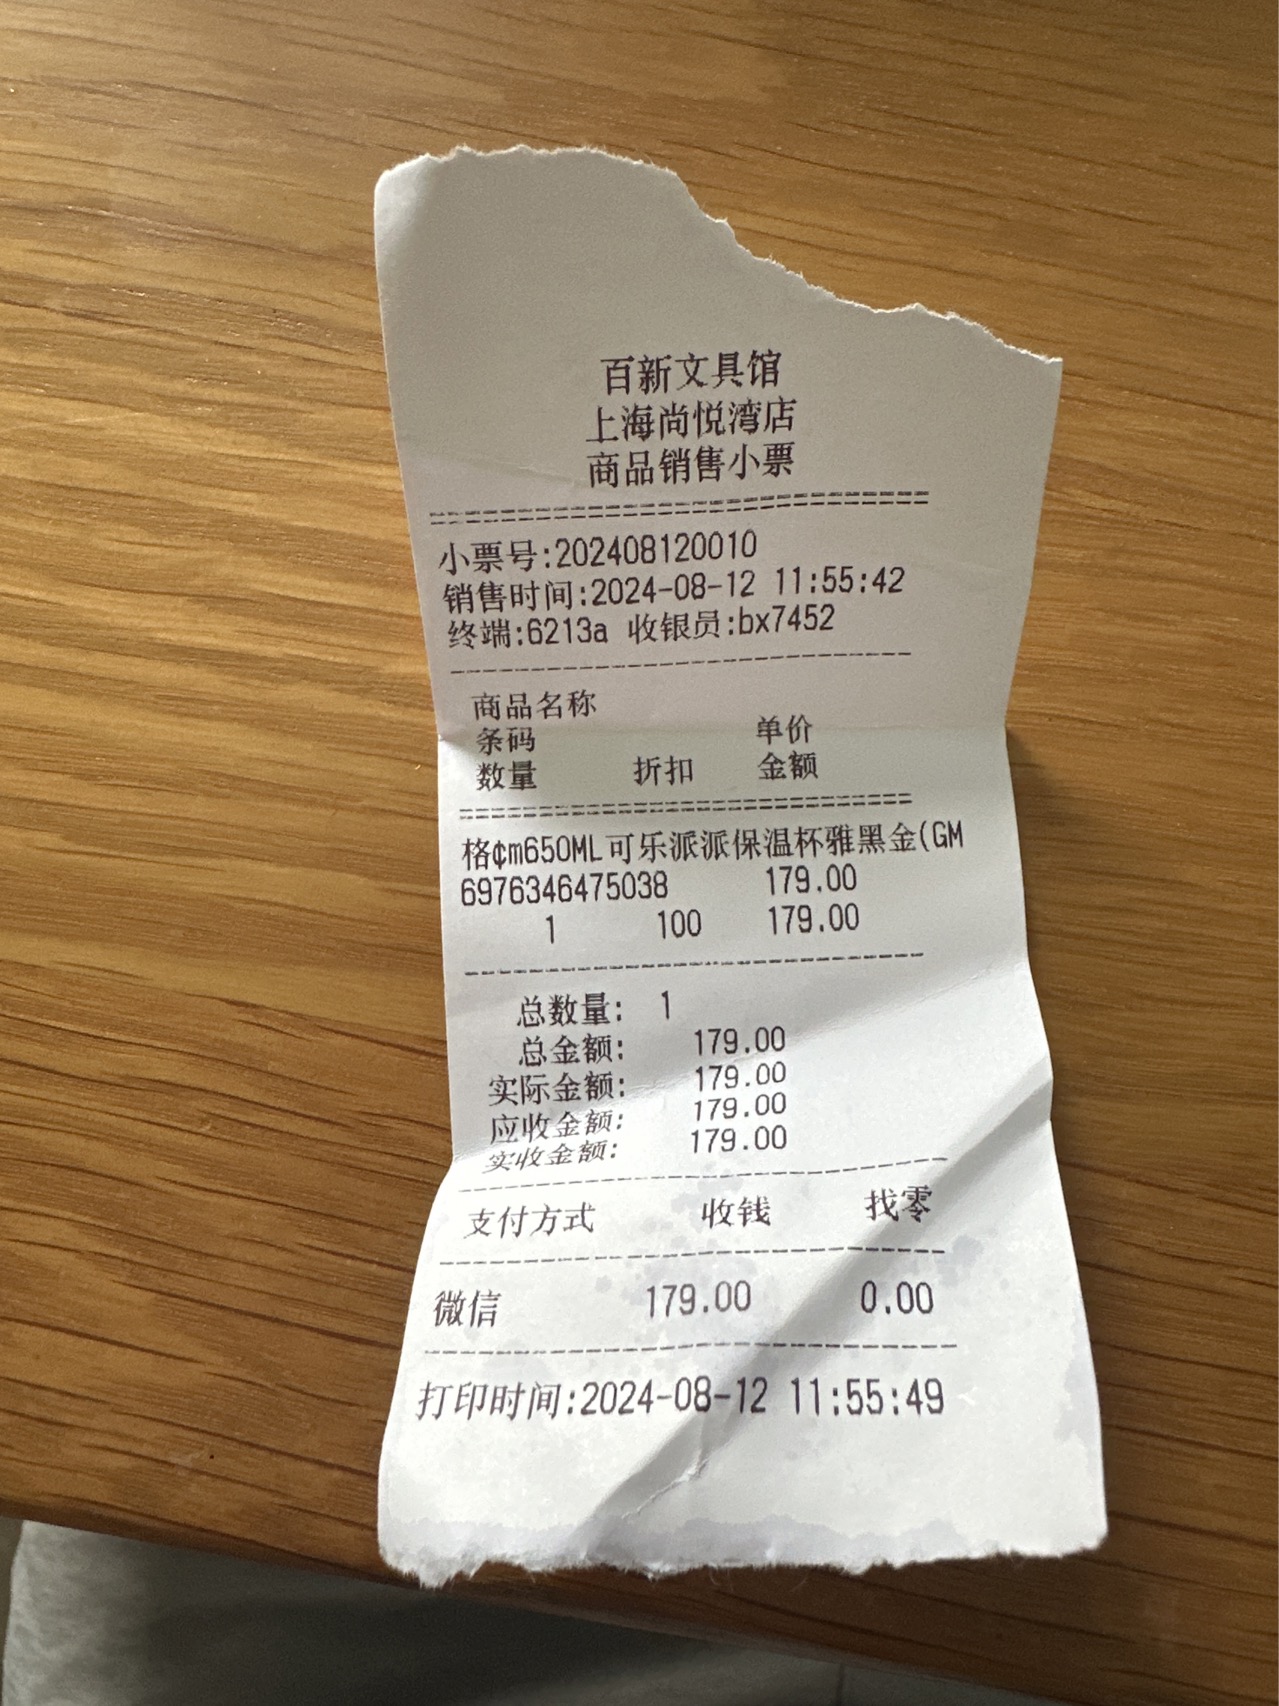 百新文具馆
上海尚悦湾店
商品销售小票
小票号:202408120010
销售时间:2024-08-12 11:55:42
终端:6213a 收银员:bx7452
商品名称
条码 单价
数量 折扣 金额
格¢m650ML可乐派派保温杯雅黑金(GM
6976346475038 179.00
1 100 179.00
总数量: 1
总金额: 179.00
实际金额: 179.00
应收金额: 179.00
实收金额: 179.00
支付方式 收钱 找零
微信 179.00 0.00
打印时间:2024-08-12 11:55:49